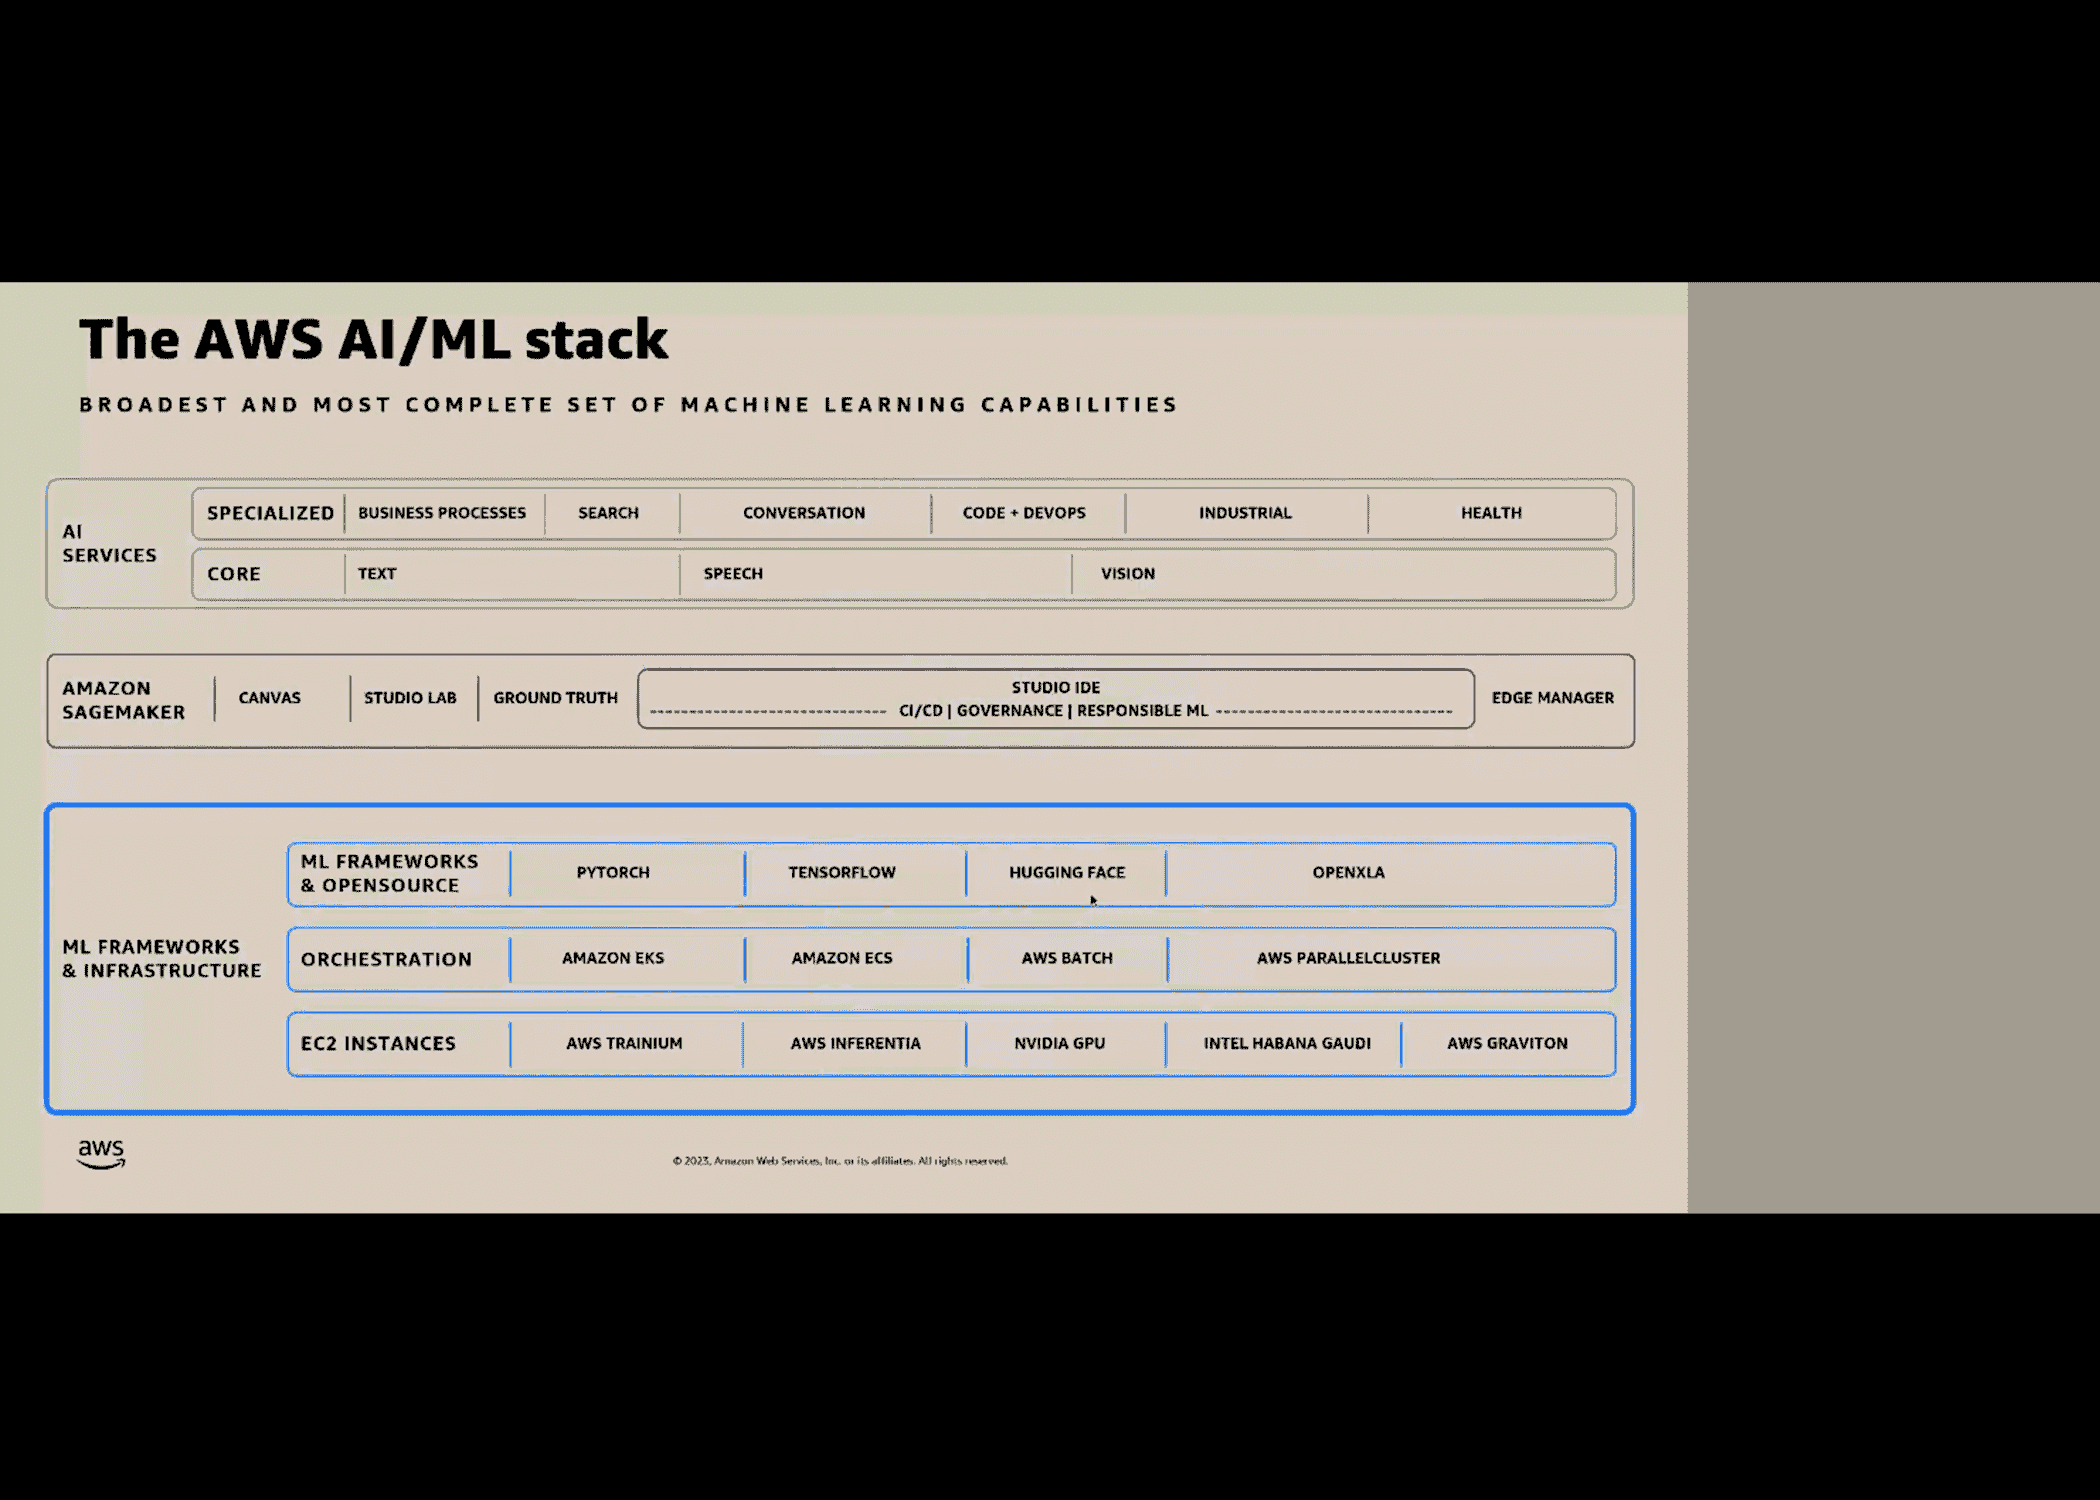 The AWS AI/ML stack
BROADEST AND MOST COMPLETE SET OF MACHINE LEARNING CAPABILITIES
AI
SERVICES
SPECIALIZED BUSINESS PROCESSES SEARCH CONVERSATION CODE + DEVOPS INDUSTRIAL HEALTH
CORE TEXT SPEECH VISION
AMAZON
SAGEMAKER
CANVAS STUDIO LAB GROUND TRUTH
STUDIO IDE
CI/CD | GOVERNANCE | RESPONSIBLE ML
EDGE MANAGER
ML FRAMEWORKS
& INFRASTRUCTURE
ML FRAMEWORKS
& OPENSOURCE
PYTORCH TENSORFLOW HUGGING FACE OPENXLA
ORCHESTRATION AMAZON EKS AMAZON ECS AWS BATCH AWS PARALLELCLUSTER
EC2 INSTANCES AWS TRAINIUM AWS INFERENTIA NVIDIA GPU INTEL HABANA GAUDI AWS GRAVITON
aws
© 2023, Amazon Web Services, Inc. or its affiliates. All rights reserved.